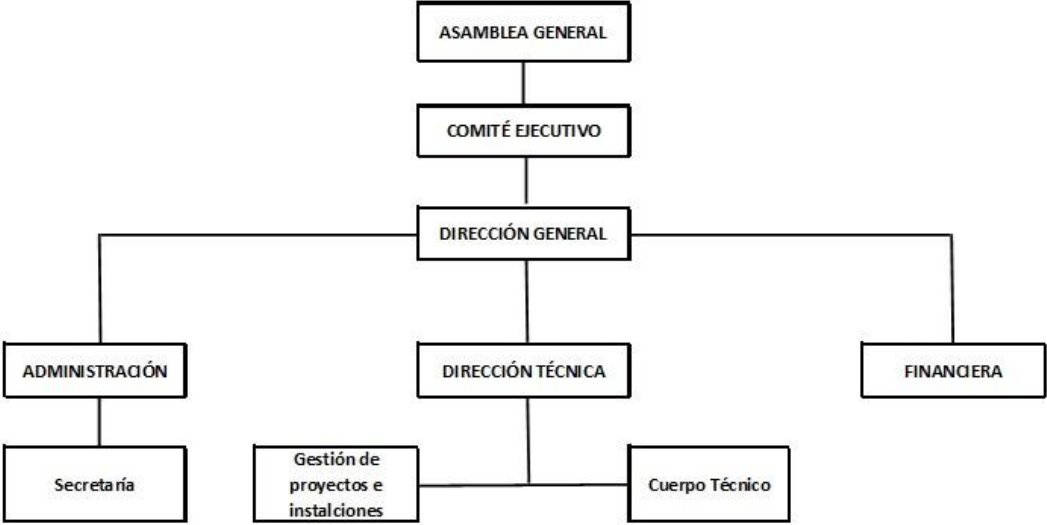 ASAMBLEA GENERAL
COMITÉ EJECUTIVO
DIRECCIÓN GENERAL
ADMINISTRACIÓN
DIRECCIÓN TÉCNICA
FINANCIERA
Secretaría
Gestión de
proyectos e
instalciones
Cuerpo Técnico